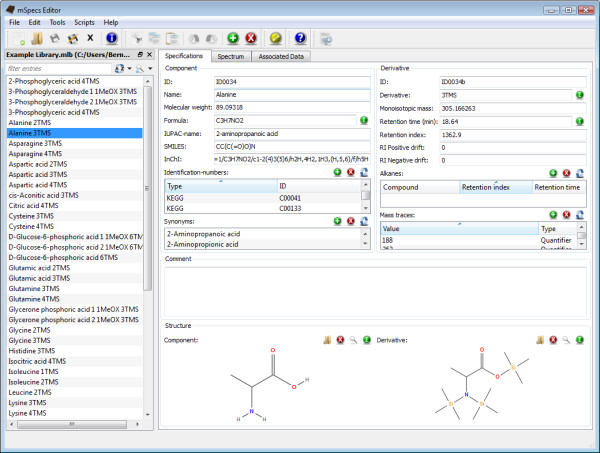 mSpecs Editor
File Tools Scripts Help
Example Library.mlb (C:/Users/Bern...
filter entries
2-Phosphoglyceric acid 4TMS
3-Phosphoglyceraldehyde 1 1MeOX 3TMS
3-Phosphoglyceraldehyde 2 1MeOX 3TMS
3-Phosphoglyceric acid 4TMS
Alanine 2TMS
Alanine 3TMS
Asparagine 3TMS
Asparagine 4TMS
Aspartic acid 2TMS
Aspartic acid 3TMS
Aspartic acid 4TMS
cis-Aconitic acid 3TMS
Citric acid 4TMS
Cysteine 3TMS
Cysteine 4TMS
D-Glucose-6-phosphoric acid 1 1MeOX 6TMS
D-Glucose-6-phosphoric acid 2 1MeOX 6TMS
D-Glucose-6-phosphoric acid 6TMS
Glutamic acid 2TMS
Glutamic acid 3TMS
Glutamine 3TMS
Glutamine 4TMS
Glycerone phosphoric acid 1 1MeOX 3TMS
Glycerone phosphoric acid 2 1MeOX 3TMS
Glycine 2TMS
Glycine 3TMS
Histidine 3TMS
Isocitric acid 4TMS
Isoleucine 1TMS
Isoleucine 2TMS
Leucine 2TMS
Lysine 3TMS
Lysine 4TMS
Specifications Spectrum Associated Data
Component
ID: ID0034
Name: Alanine
Molecular weight: 89.09318
Formula: C3H7NO2
IUPAC-name: 2-aminopropanoic acid
SMILES: CC(C(=O)O)N
InChI: =1/C3H7NO2/c1-2(4)3(5)6/h2H,4H2,1H3,(H,5,6)/f/h5H
Identification-numbers:
Type ID
KEGG C00041
KEGG C00133
Synonyms:
2-Aminopropanoic acid
2-Aminopropionic acid
Derivative
ID: ID0034b
Derivative: 3TMS
Monoisotopic mass: 305.166263
Retention time (min): 18.64
Retention index: 1362.9
RI Positive drift: 0
RI Negative drift: 0
Alkanes:
Compound Retention index Retention time
Mass traces:
Value Type
188 Quantifier
Comment
Structure
Component:
O
O H
N
H H
Derivative:
O
O Si
N
Si Si